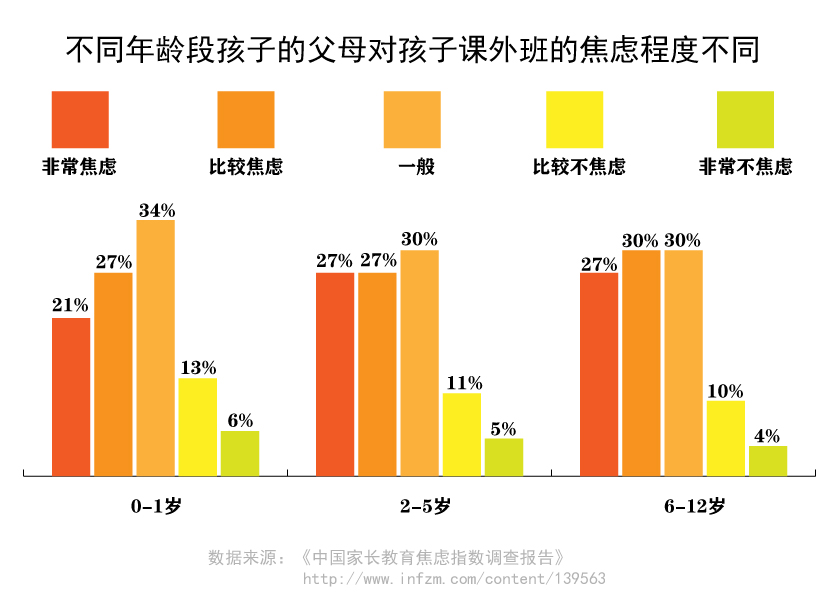 不同年龄段孩子的父母对孩子课外班的焦虑程度不同
非常焦虑 比较焦虑 一般 比较不焦虑 非常不焦虑
21% 27% 34% 13% 6% 27% 27% 30% 11% 5% 27% 30% 30% 10% 4%
0-1岁 2-5岁 6-12岁
数据来源：《中国家长教育焦虑指数调查报告》
http://www.infzm.com/content/139563